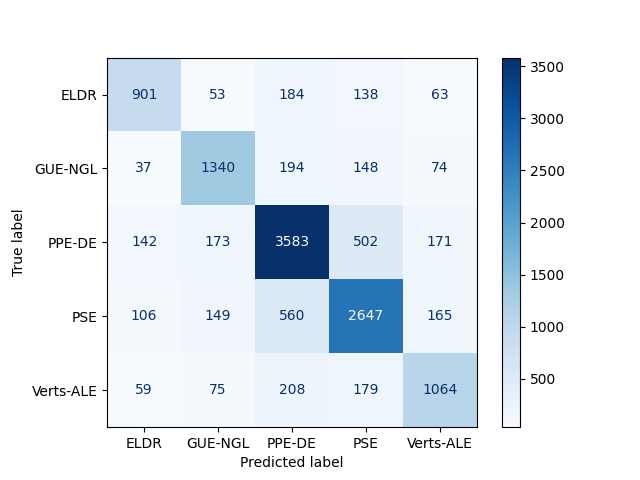 ELDR 901 53 184 138 63
GUE-NGL 37 1340 194 148 74
PPE-DE 142 173 3583 502 171
PSE 106 149 560 2647 165
Verts-ALE 59 75 208 179 1064
ELDR GUE-NGL PPE-DE PSE Verts-ALE
Predicted label
True label
3500
3000
2500
2000
1500
1000
500